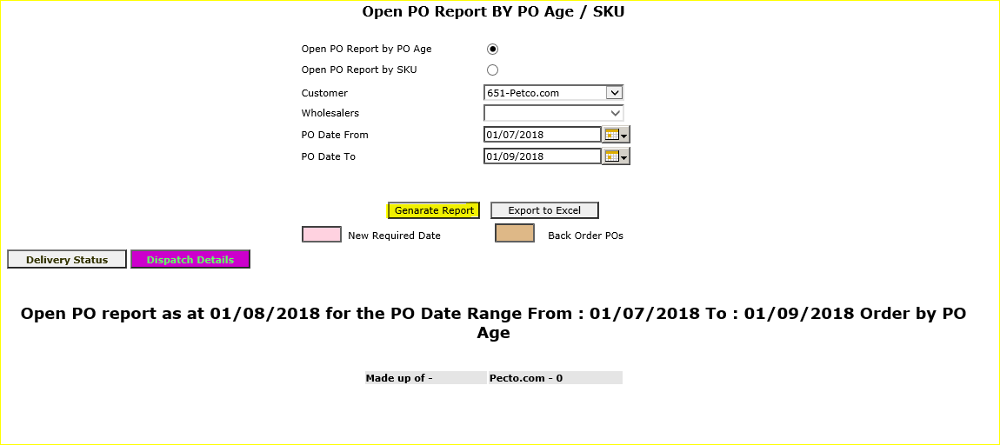 Open PO Report BY PO Age / SKU
Open PO Report by PO Age
Open PO Report by SKU
Customer 651-Petco.com
Wholesalers
PO Date From 01/07/2018
PO Date To 01/09/2018
Genarate Report Export to Excel
New Required Date Back Order POs
Delivery Status Dispatch Details
Open PO report as at 01/08/2018 for the PO Date Range From : 01/07/2018 To : 01/09/2018 Order by PO
Age
Made up of - Pecto.com - 0